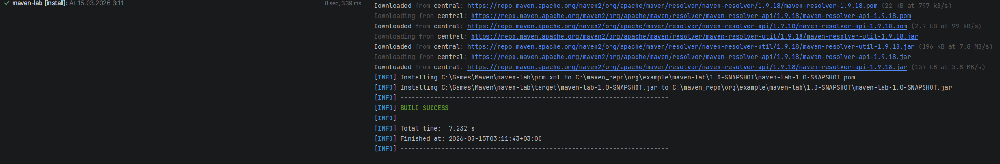 maven-lab [install]: At 15.03.2026 3:11 8 sec, 339 ms
Downloaded from central: https://repo.maven.apache.org/maven2/org/apache/maven/resolver/maven-resolver/1.9.18/maven-resolver-1.9.18.pom (22 kB at 797 kB/s)
Downloading from central: https://repo.maven.apache.org/maven2/org/apache/maven/resolver/maven-resolver-api/1.9.18/maven-resolver-api-1.9.18.pom
Downloaded from central: https://repo.maven.apache.org/maven2/org/apache/maven/resolver/maven-resolver-api/1.9.18/maven-resolver-api-1.9.18.pom (2.7 kB at 99 kB/s)
Downloading from central: https://repo.maven.apache.org/maven2/org/apache/maven/resolver/maven-resolver-util/1.9.18/maven-resolver-util-1.9.18.jar
Downloaded from central: https://repo.maven.apache.org/maven2/org/apache/maven/resolver/maven-resolver-util/1.9.18/maven-resolver-util-1.9.18.jar (196 kB at 7.8 MB/s)
Downloading from central: https://repo.maven.apache.org/maven2/org/apache/maven/resolver/maven-resolver-api/1.9.18/maven-resolver-api-1.9.18.jar
Downloaded from central: https://repo.maven.apache.org/maven2/org/apache/maven/resolver/maven-resolver-api/1.9.18/maven-resolver-api-1.9.18.jar (157 kB at 5.8 MB/s)
[INFO] Installing C:\Games\Maven\maven-lab\pom.xml to C:\maven_repo\org\example\maven-lab\1.0-SNAPSHOT\maven-lab-1.0-SNAPSHOT.pom
[INFO] Installing C:\Games\Maven\maven-lab\target\maven-lab-1.0-SNAPSHOT.jar to C:\maven_repo\org\example\maven-lab\1.0-SNAPSHOT\maven-lab-1.0-SNAPSHOT.jar
[INFO] ------------------------------------------------------------------------
[INFO] BUILD SUCCESS
[INFO] ------------------------------------------------------------------------
[INFO] Total time:  7.232 s
[INFO] Finished at: 2026-03-15T03:11:43+03:00
[INFO] ------------------------------------------------------------------------